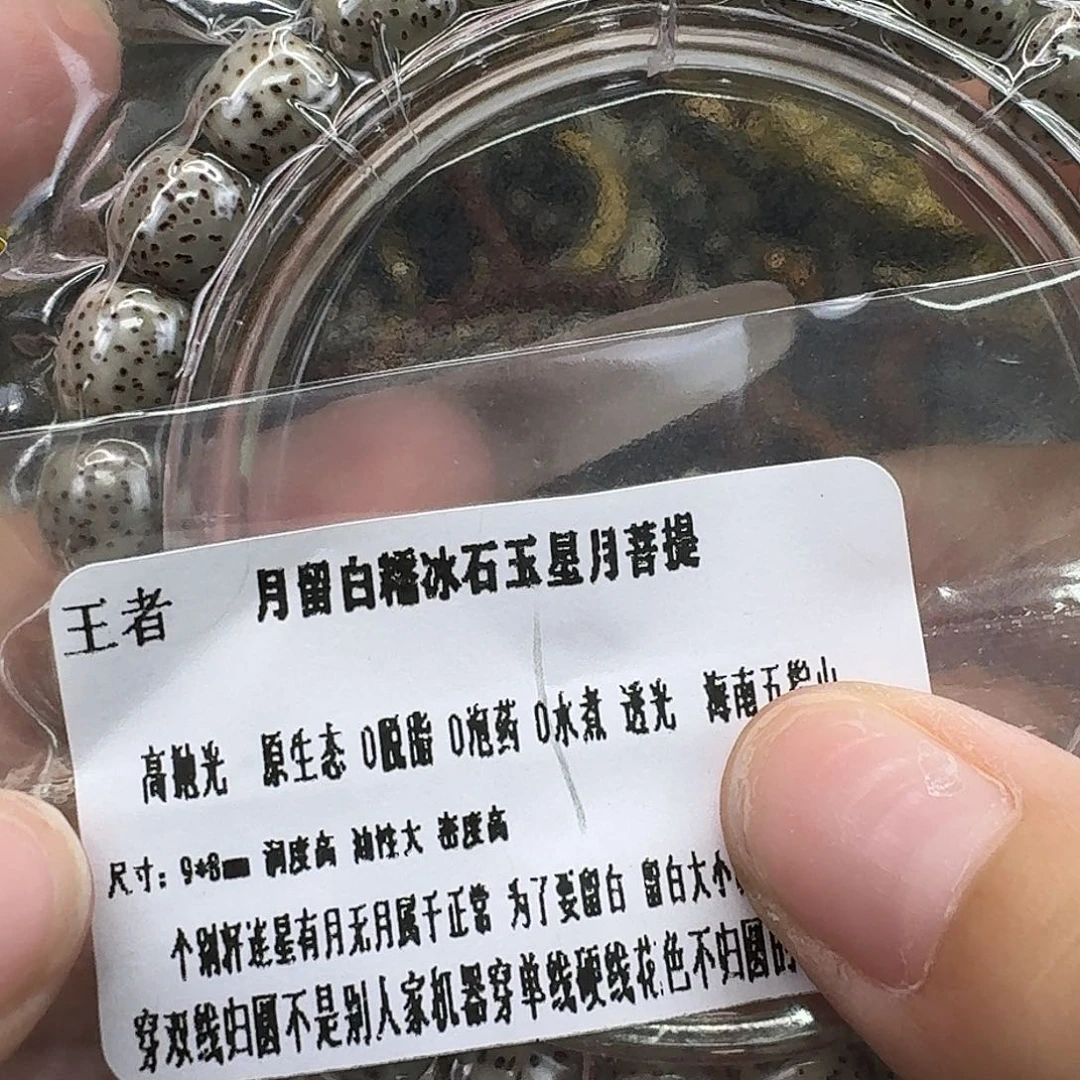 王者 月留白糯冰石玉星月菩提
高抛光 原生态 0脱脂 0泡药 0水煮 透光 海南五指山
尺寸：9*8mm 润度高 油性大 密度高
个别歼连星有月无月属于正常 为了要留白 留白大小
穿双线归圆不是别人家机器穿单线硬线花色不归圆的